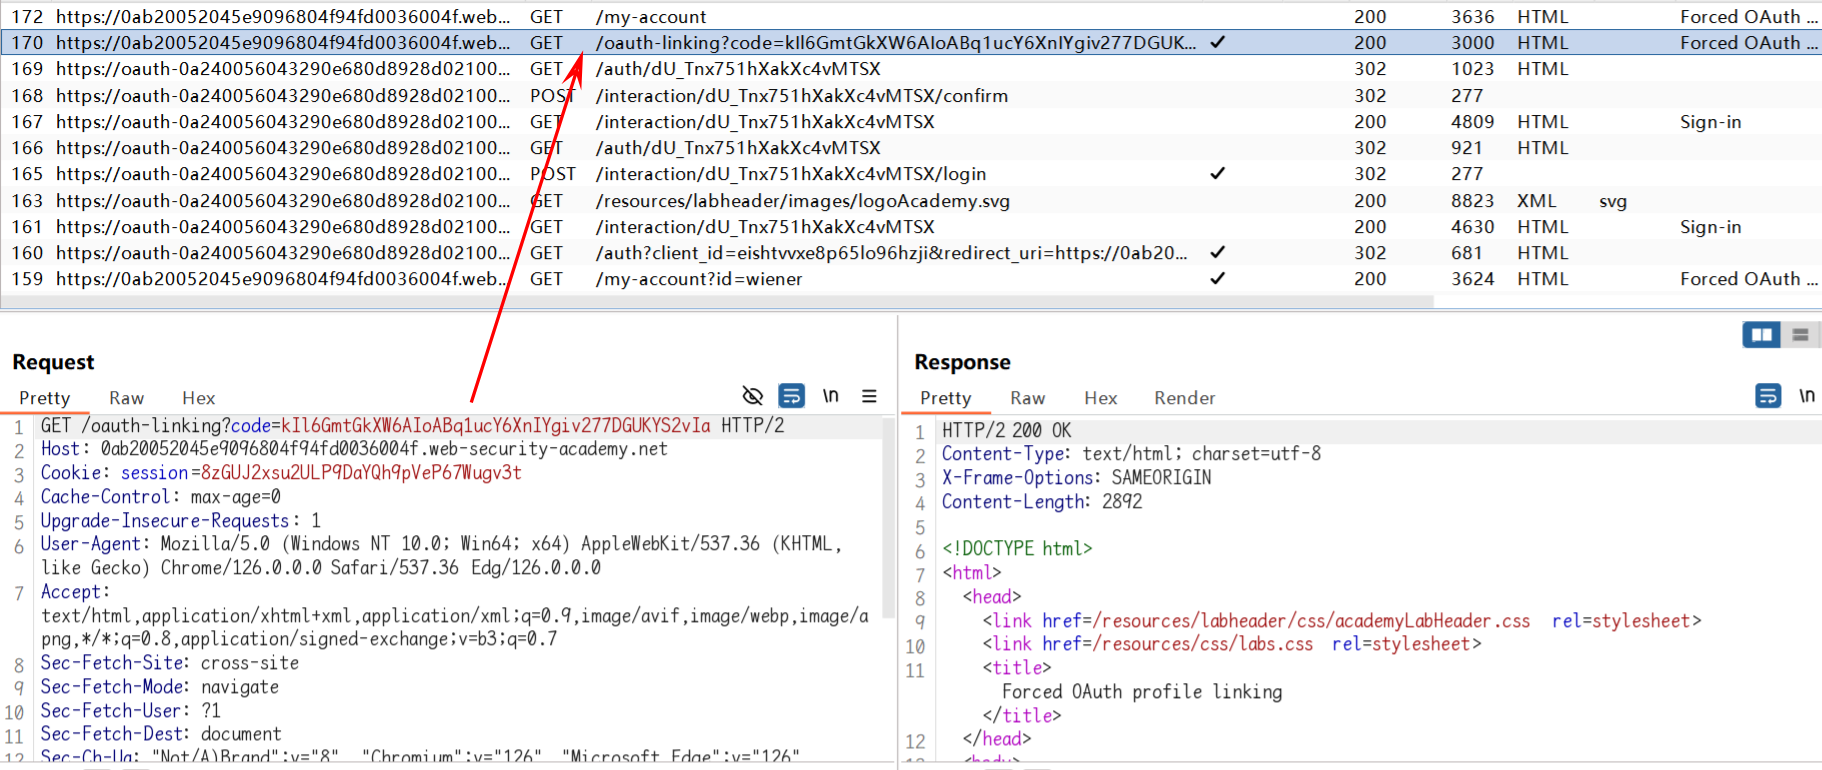 172 https://0ab20052045e9096804f94fd0036004f.web... GET /my-account 200 3636 HTML Forced OAuth ...
170 https://0ab20052045e9096804f94fd0036004f.web... GET /oauth-linking?code=kIl6GmtGkXW6AIoABq1ucY6XnIYgiv277DGUK... ✓ 200 3000 HTML Forced OAuth ...
169 https://oauth-0a240056043290e680d8928d02100... GET /auth/dU_Tnx751hXakXc4vMTSX 302 1023 HTML
168 https://oauth-0a240056043290e680d8928d02100... POST /interaction/dU_Tnx751hXakXc4vMTSX/confirm 302 277
167 https://oauth-0a240056043290e680d8928d02100... GET /interaction/dU_Tnx751hXakXc4vMTSX 200 4809 HTML Sign-in
166 https://oauth-0a240056043290e680d8928d02100... GET /auth/dU_Tnx751hXakXc4vMTSX 302 921 HTML
165 https://oauth-0a240056043290e680d8928d02100... POST /interaction/dU_Tnx751hXakXc4vMTSX/login ✓ 302 277
163 https://oauth-0a240056043290e680d8928d02100... GET /resources/labheader/images/logoAcademy.svg 200 8823 XML svg
161 https://oauth-0a240056043290e680d8928d02100... GET /interaction/dU_Tnx751hXakXc4vMTSX 200 4630 HTML Sign-in
160 https://oauth-0a240056043290e680d8928d02100... GET /auth?client_id=eishtvvxe8p65lo96hzji&redirect_uri=https://0ab20... ✓ 302 681 HTML
159 https://0ab20052045e9096804f94fd0036004f.web... GET /my-account?id=wiener ✓ 200 3624 HTML Forced OAuth ...
Request
Pretty Raw Hex \n
1 GET /oauth-linking?code=kIl6GmtGkXW6AIoABq1ucY6XnIYgiv277DGUKYS2vIa HTTP/2
2 Host: 0ab20052045e9096804f94fd0036004f.web-security-academy.net
3 Cookie: session=8zGUJ2xsu2ULP9DaYQh9pVeP67Wugv3t
4 Cache-Control: max-age=0
5 Upgrade-Insecure-Requests: 1
6 User-Agent: Mozilla/5.0 (Windows NT 10.0; Win64; x64) AppleWebKit/537.36 (KHTML,
like Gecko) Chrome/126.0.0.0 Safari/537.36 Edg/126.0.0.0
7 Accept:
text/html,application/xhtml+xml,application/xml;q=0.9,image/avif,image/webp,image/a
png,*/*;q=0.8,application/signed-exchange;v=b3;q=0.7
8 Sec-Fetch-Site: cross-site
9 Sec-Fetch-Mode: navigate
10 Sec-Fetch-User: ?1
11 Sec-Fetch-Dest: document
12 Sec-Ch-Ua: "Not/A)Brand";v="8", "Chromium";v="126", "Microsoft Edge";v="126"
Response
Pretty Raw Hex Render \n
1 HTTP/2 200 OK
2 Content-Type: text/html; charset=utf-8
3 X-Frame-Options: SAMEORIGIN
4 Content-Length: 2892
5
6 <!DOCTYPE html>
7 <html>
8 <head>
9 <link href=/resources/labheader/css/academyLabHeader.css rel=stylesheet>
10 <link href=/resources/css/labs.css rel=stylesheet>
11 <title>
Forced OAuth profile linking
</title>
12 </head>
13 <body>